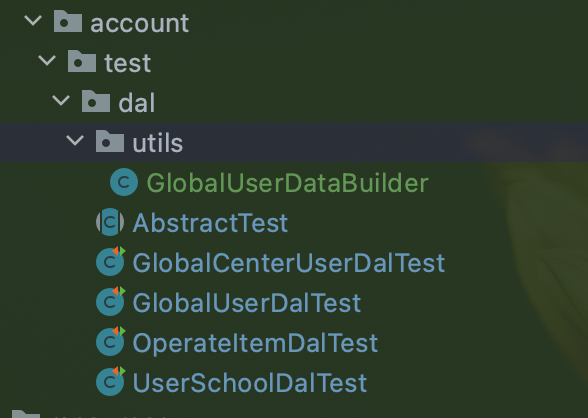 account
test
dal
utils
GlobalUserDataBuilder
AbstractTest
GlobalCenterUserDalTest
GlobalUserDalTest
OperateItemDalTest
UserSchoolDalTest